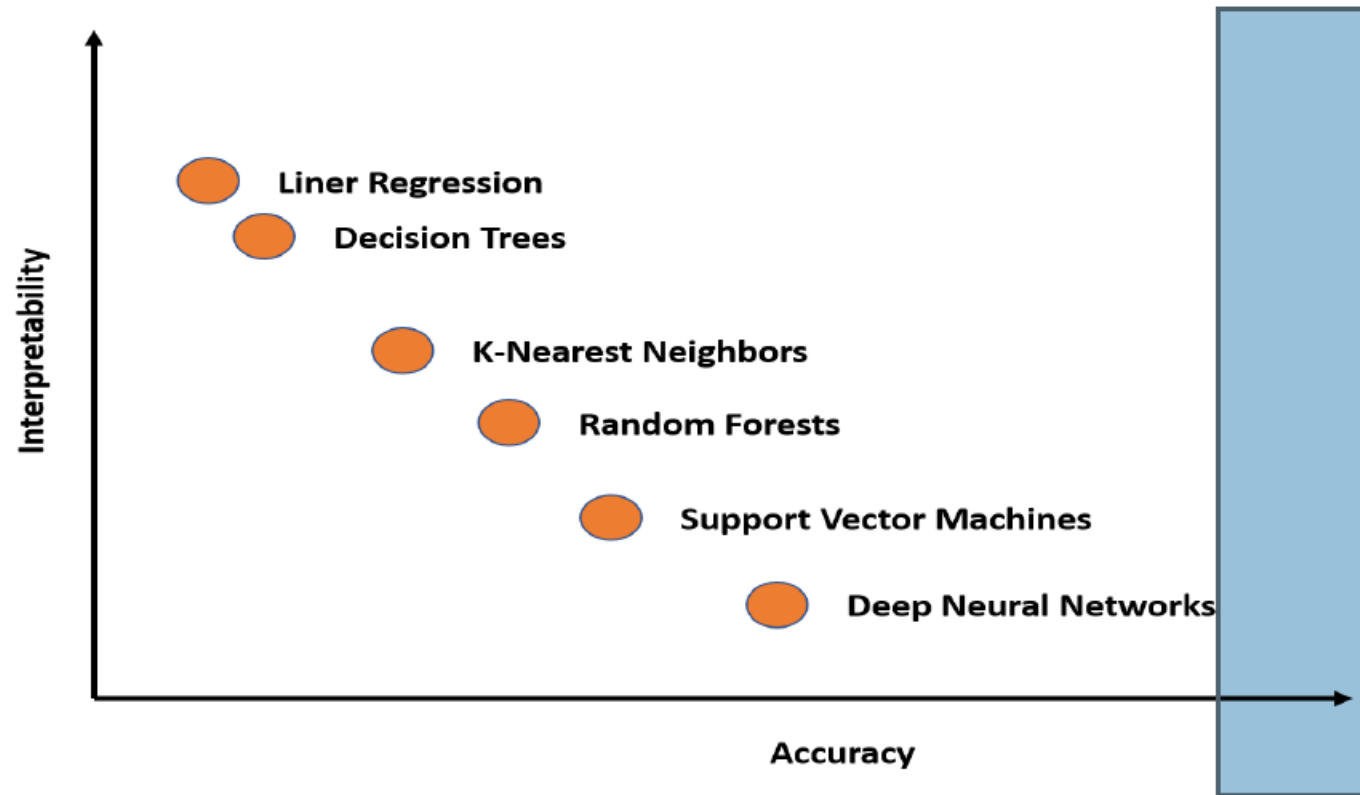 Liner Regression
Decision Trees
K-Nearest Neighbors
Random Forests
Support Vector Machines
Deep Neural Networks
Interpretability
Accuracy